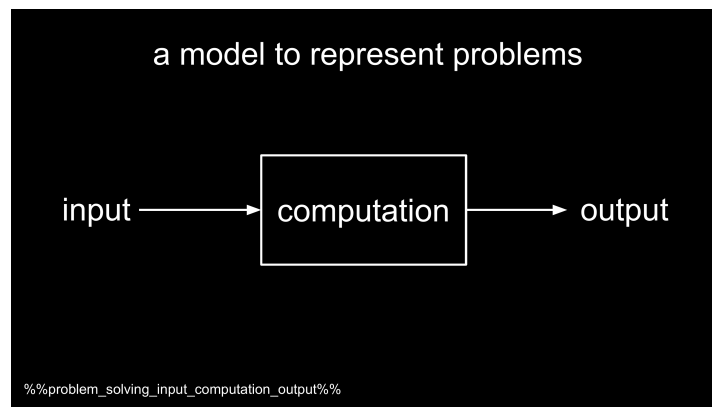 a model to represent problems
input
computation
output
%%problem_solving_input_computation_output%%